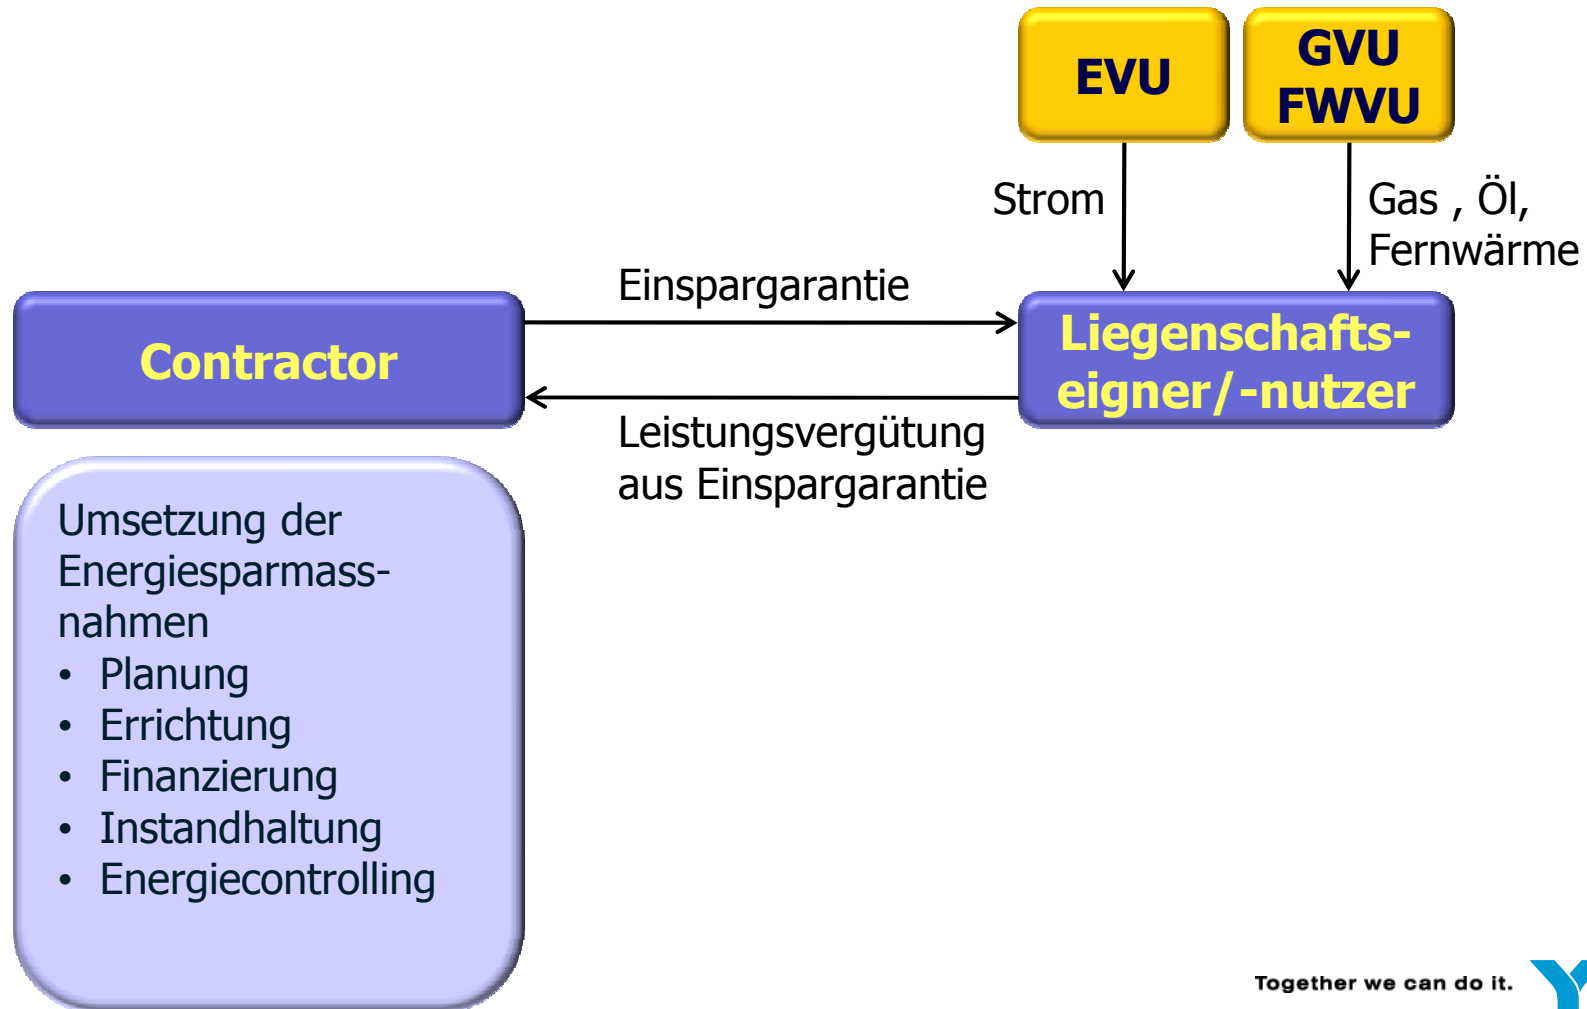 EVU
GVU
FWVU
Strom
Gas , Öl,
Fernwärme
Einspargarantie
Contractor
Liegenschafts-
eigner/-nutzer
Leistungsvergütung
aus Einspargarantie
Umsetzung der
Energiesparmass-
nahmen
• Planung
• Errichtung
• Finanzierung
• Instandhaltung
• Energiecontrolling
Together we can do it.